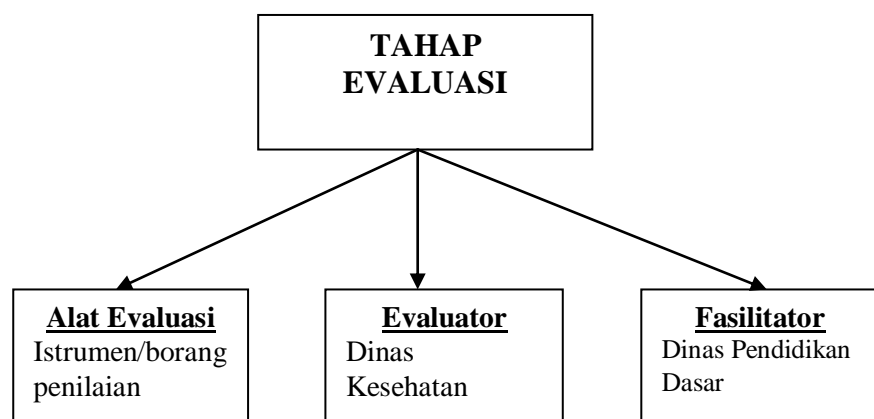 TAHAP
EVALUASI
Alat Evaluasi
Istrumen/borang
penilaian
Evaluator
Dinas
Kesehatan
Fasilitator
Dinas Pendidikan
Dasar